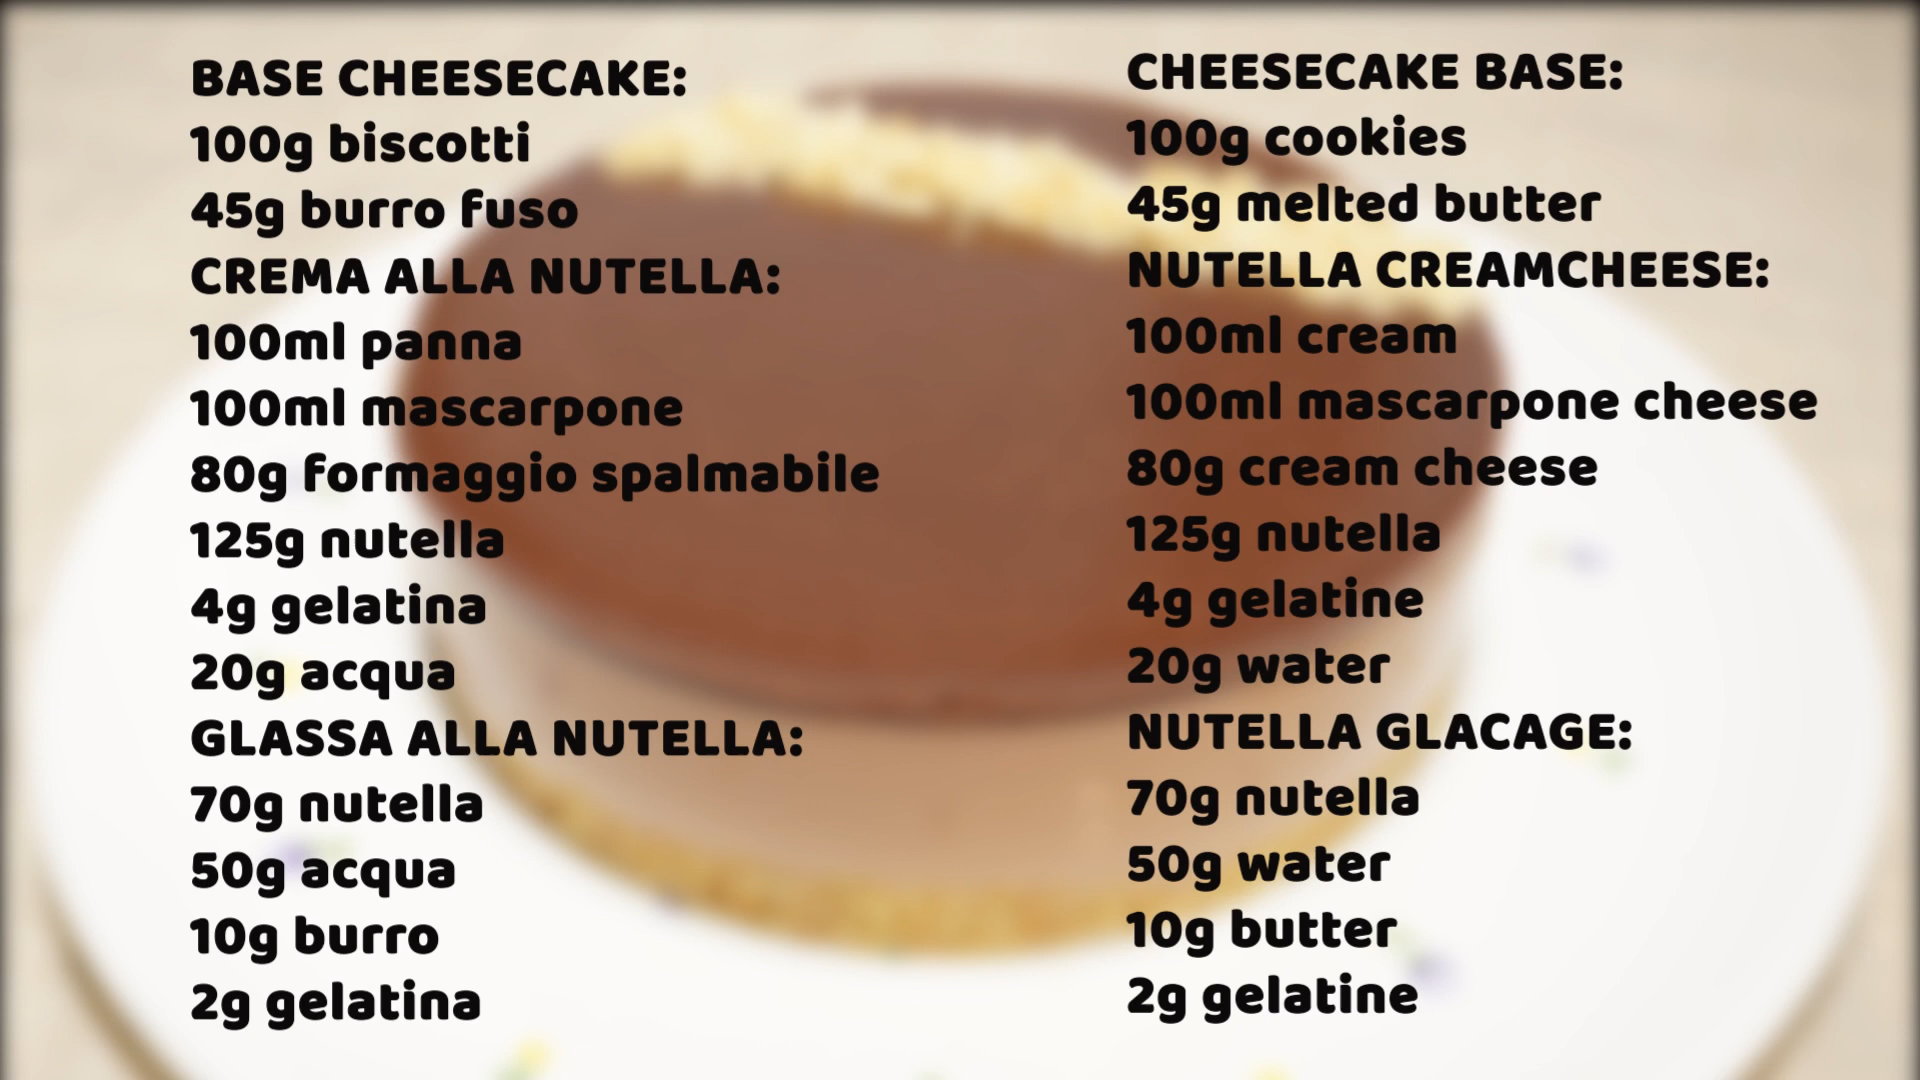 BASE CHEESECAKE:
100g biscotti
45g burro fuso
CREMA ALLA NUTELLA:
100ml panna
100ml mascarpone
80g formaggio spalmabile
125g nutella
4g gelatina
20g acqua
GLASSA ALLA NUTELLA:
70g nutella
50g acqua
10g burro
2g gelatina
CHEESECAKE BASE:
100g cookies
45g melted butter
NUTELLA CREAMCHEESE:
100ml cream
100ml mascarpone cheese
80g cream cheese
125g nutella
4g gelatine
20g water
NUTELLA GLACAGE:
70g nutella
50g water
10g butter
2g gelatine